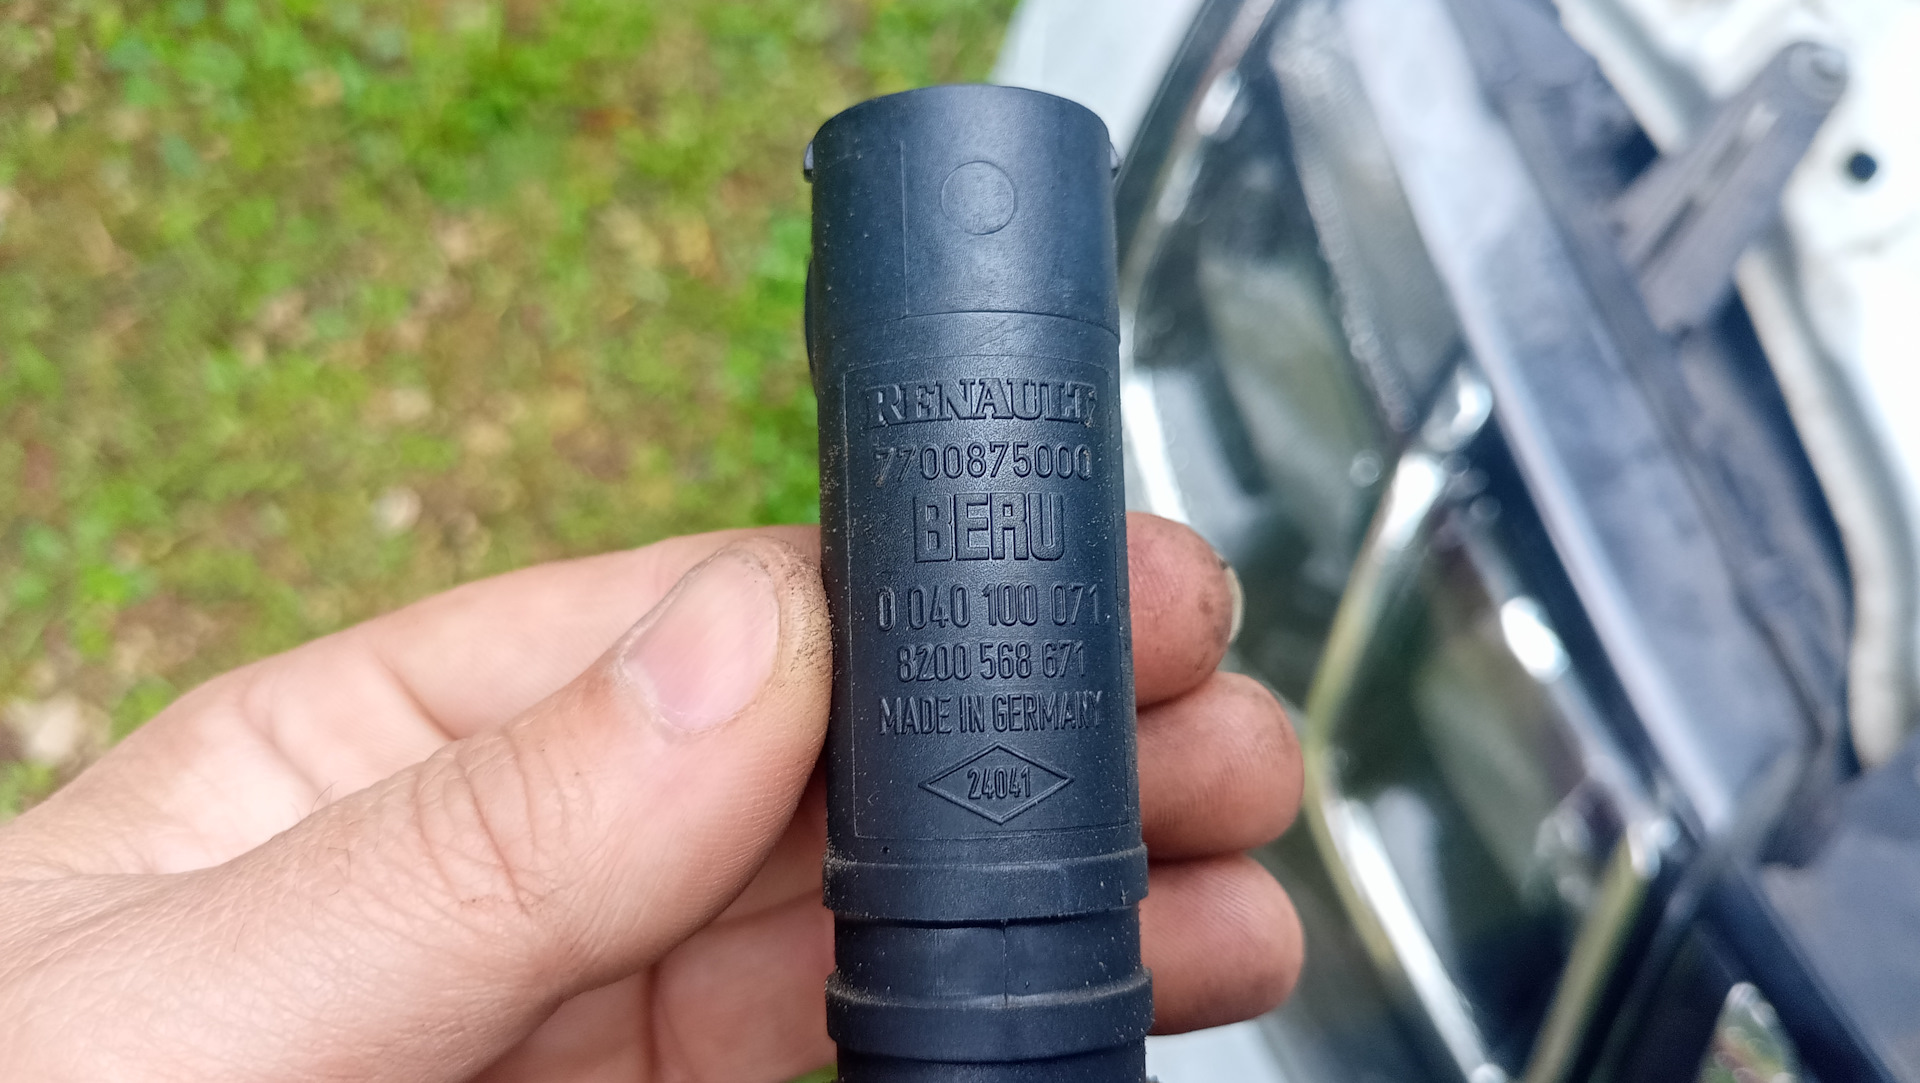 RENAULT
7700875000
BERU
0 040 100 071
8200 568 671
MADE IN GERMANY
24041